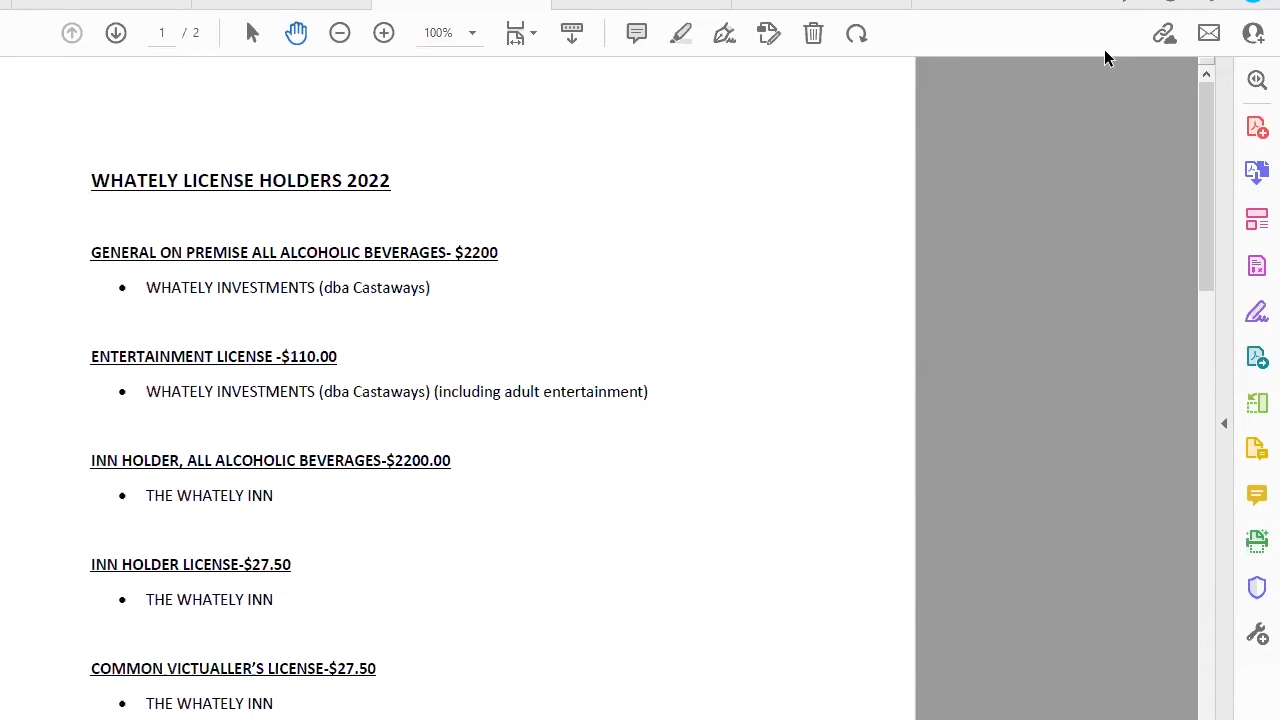 1 / 2
100%
WHATELY LICENSE HOLDERS 2022
GENERAL ON PREMISE ALL ALCOHOLIC BEVERAGES- $2200
• WHATELY INVESTMENTS (dba Castaways)
ENTERTAINMENT LICENSE -$110.00
• WHATELY INVESTMENTS (dba Castaways) (including adult entertainment)
INN HOLDER, ALL ALCOHOLIC BEVERAGES-$2200.00
• THE WHATELY INN
INN HOLDER LICENSE-$27.50
• THE WHATELY INN
COMMON VICTUALLER’S LICENSE-$27.50
• THE WHATELY INN